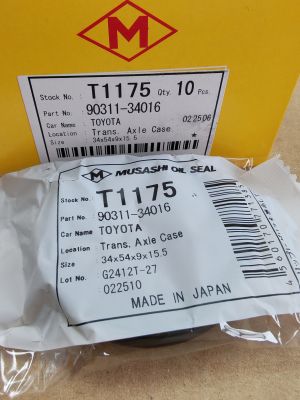 M
Stock No. : T1175 Qty. 10 Pcs.
Part No. : 90311-34016
Car Name : TOYOTA 022506
Location : Trans. Axle Case
Size : 34x54x9x15.5
M MUSASHI OIL SEAL
Stock No. : T1175
Part No. : 90311-34016
Car Name : TOYOTA
Location : Trans. Axle Case
Size : 34x54x9x15.5
Lot No. : G2412T-27
022510
MADE IN JAPAN